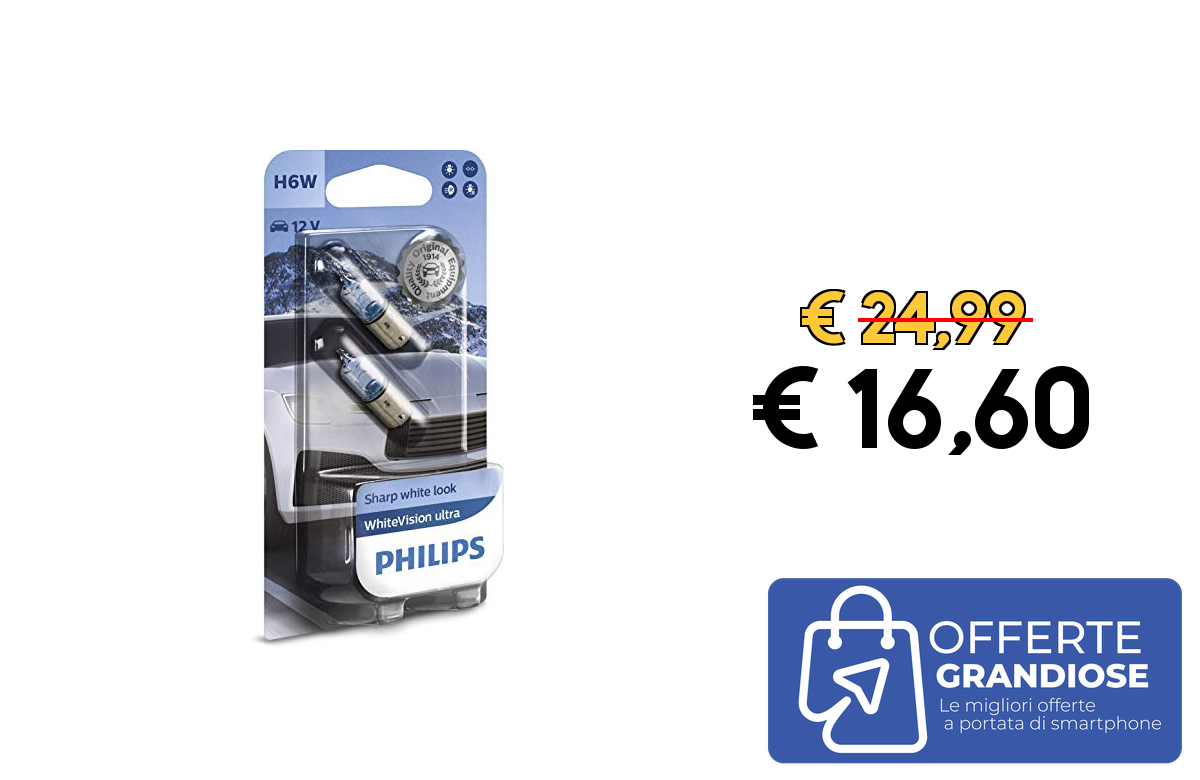 H6W
12 V
Quality Original Equipment
1914
Sharp white look
WhiteVision ultra
PHILIPS
€ 24,99
€ 16,60
OFFERTE
GRANDIOSE
Le migliori offerte
a portata di smartphone